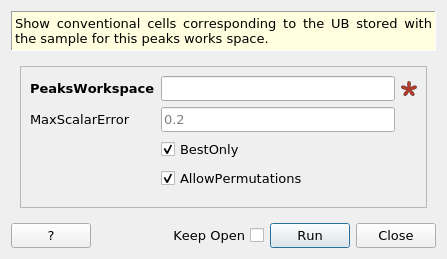 Show conventional cells corresponding to the UB stored with
the sample for this peaks works space.
PeaksWorkspace
MaxScalarError 0.2
BestOnly
AllowPermutations
? Keep Open Run Close